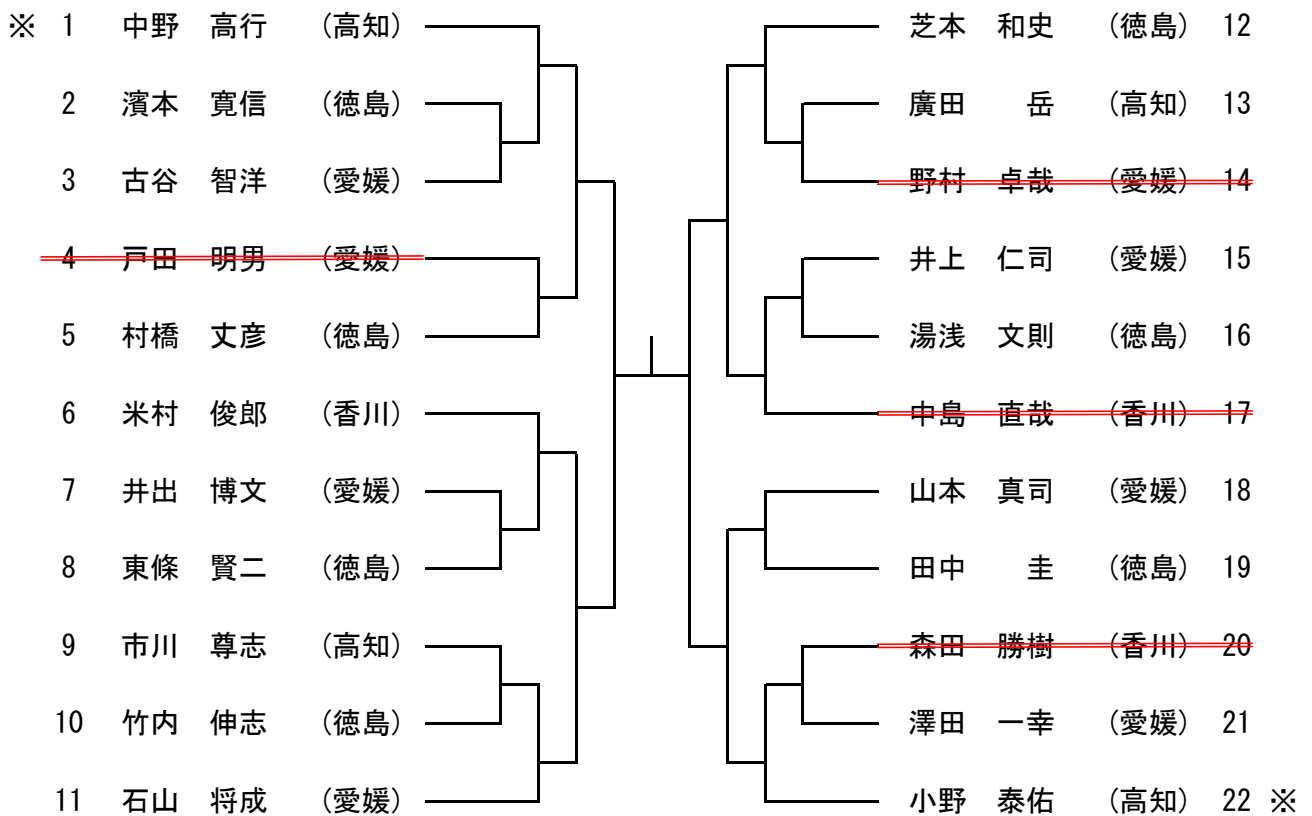 ※ 1 中野 高行 (高知)
2 濱本 寛信 (徳島)
3 古谷 智洋 (愛媛)
4 戸田 明男 (愛媛)
5 村橋 丈彦 (徳島)
6 米村 俊郎 (香川)
7 井出 博文 (愛媛)
8 東條 賢二 (徳島)
9 市川 尊志 (高知)
10 竹内 伸志 (徳島)
11 石山 将成 (愛媛)
芝本 和史 (徳島) 12
廣田 岳 (高知) 13
野村 卓哉 (愛媛) 14
井上 仁司 (愛媛) 15
湯浅 文則 (徳島) 16
中島 直哉 (香川) 17
山本 真司 (愛媛) 18
田中 圭 (徳島) 19
森田 勝樹 (香川) 20
澤田 一幸 (愛媛) 21
小野 泰佑 (高知) 22 ※